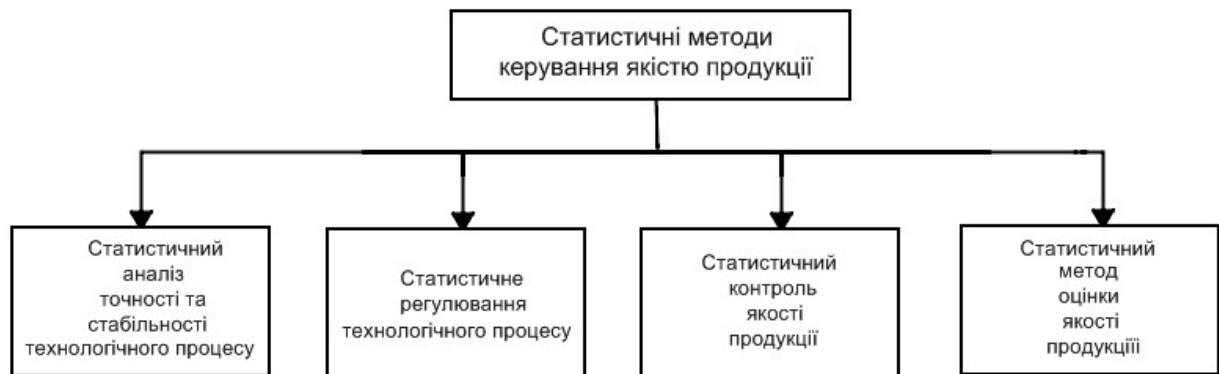 Статистичні методи
керування якістю продукції
Статистичний
аналіз
точності та
стабільності
технологічного процесу
Статистичне
регулювання
технологічного процесу
Статистичний
контроль
якості
продукції
Статистичний
метод
оцінки
якості
продукціїі